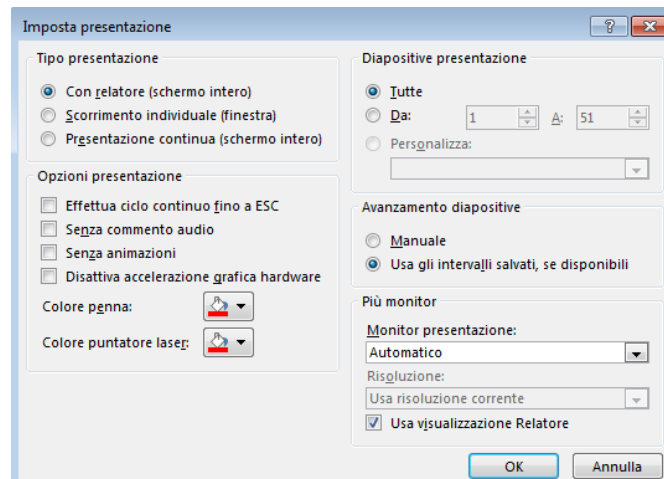 Imposta presentazione
Tipo presentazione
Con relatore (schermo intero)
Scorrimento individuale (finestra)
Presentazione continua (schermo intero)
Opzioni presentazione
Effettua ciclo continuo fino a ESC
Senza commento audio
Senza animazioni
Disattiva accelerazione grafica hardware
Colore penna:
Colore puntatore laser:
Diapositive presentazione
Tutte
Da: 1 A: 51
Personalizza:
Avanzamento diapositive
Manuale
Usa gli intervalli salvati, se disponibili
Più monitor
Monitor presentazione:
Automatico
Risoluzione:
Usa risoluzione corrente
Usa visualizzazione Relatore
OK Annulla